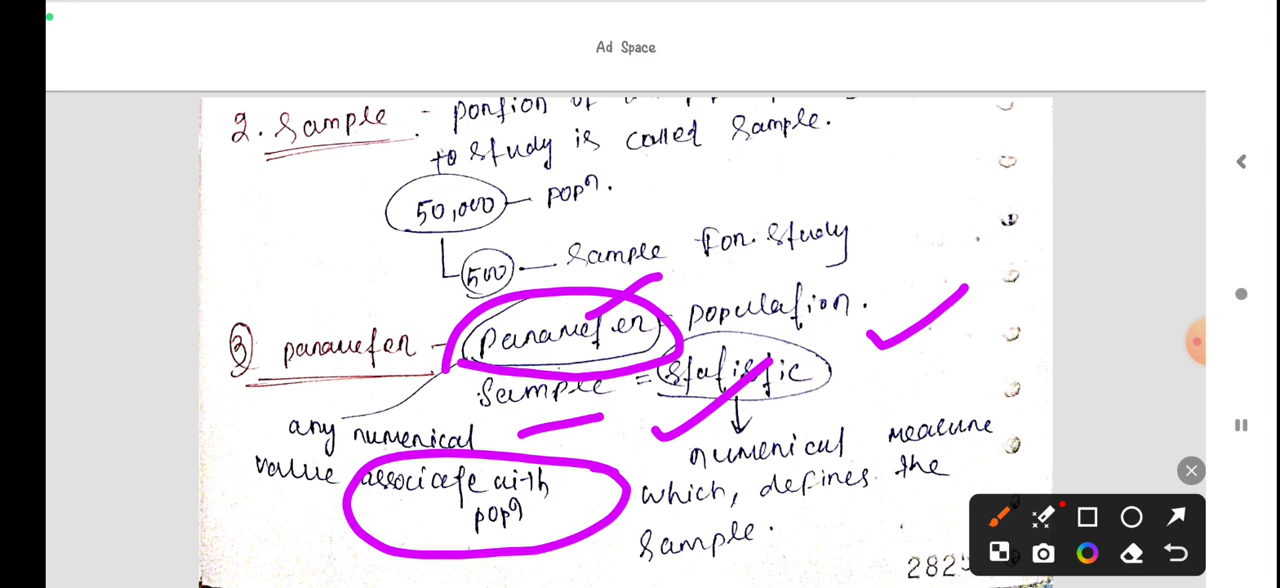 Ad Space
2. Sample - portion of
to study is called Sample.
50,000 - popn.
500 - Sample For. Study
3 parameter - parameter - population.
Sample = Statistic
any numerical
value associate with
popn
numerical measure
which, defines the
Sample.